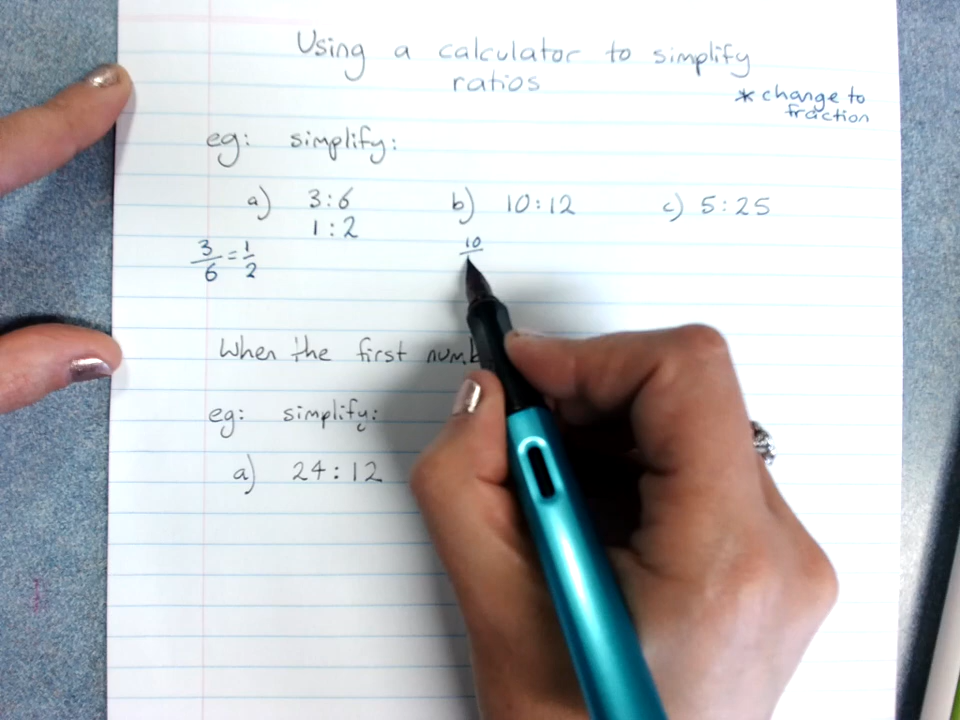 Using a calculator to simplify
ratios
* change to
fraction
eg: simplify:
a) 3:6 b) 10:12 c) 5:25
1:2
3/6 = 1/2
10
When the first
eg: simplify:
a) 24:12